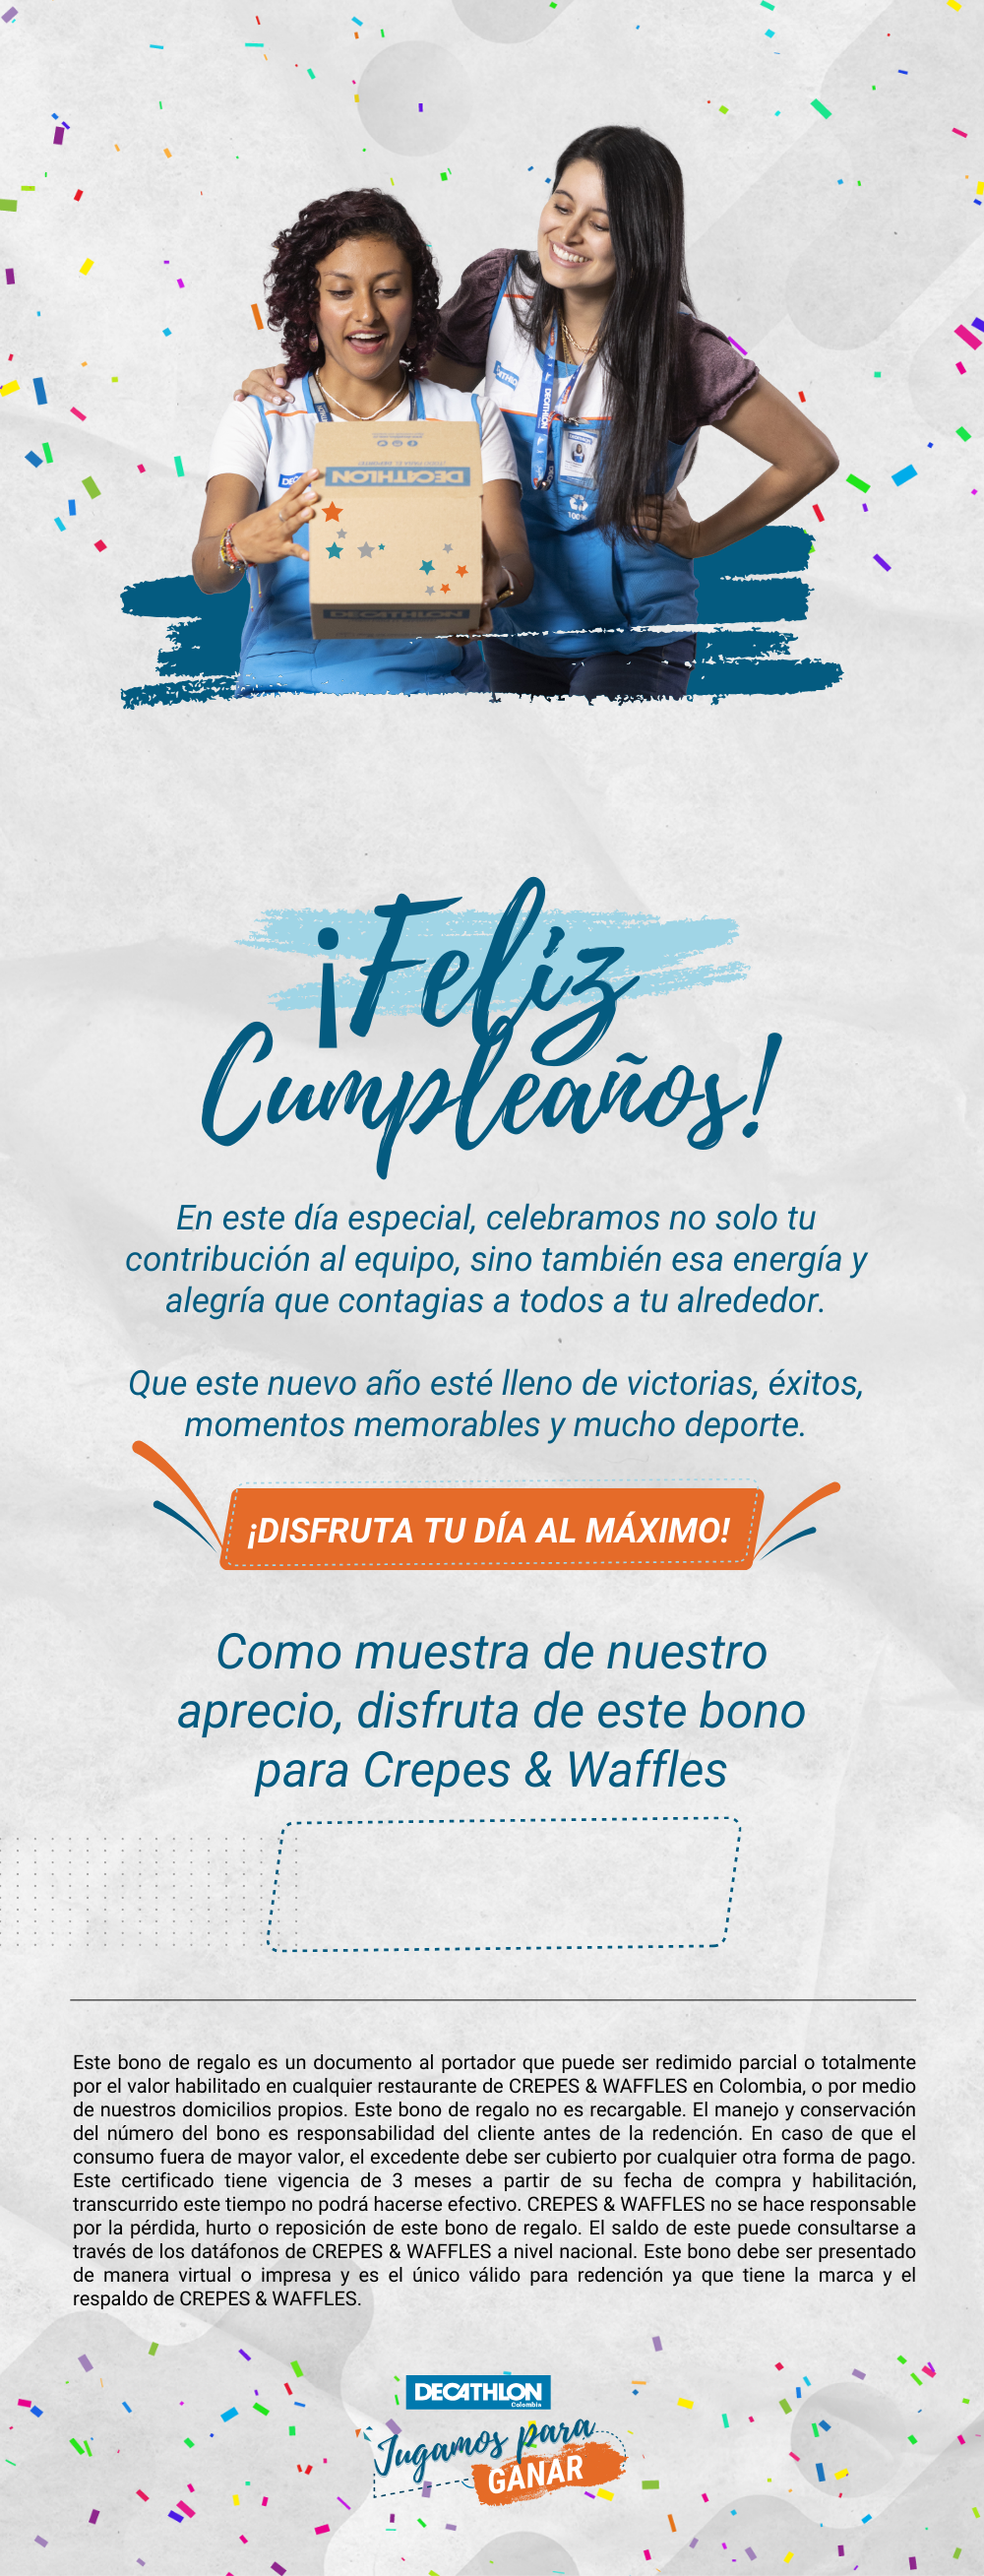 DECATHLON
DECATHLON
DECATHLON
100%
¡Feliz
Cumpleaños!
En este día especial, celebramos no solo tu
contribución al equipo, sino también esa energía y
alegría que contagias a todos a tu alrededor.
Que este nuevo año esté lleno de victorias, éxitos,
momentos memorables y mucho deporte.
¡DISFRUTA TU DÍA AL MÁXIMO!
Como muestra de nuestro
aprecio, disfruta de este bono
para Crepes & Waffles
Este bono de regalo es un documento al portador que puede ser redimido parcial o totalmente
por el valor habilitado en cualquier restaurante de CREPES & WAFFLES en Colombia, o por medio
de nuestros domicilios propios. Este bono de regalo no es recargable. El manejo y conservación
del número del bono es responsabilidad del cliente antes de la redención. En caso de que el
consumo fuera de mayor valor, el excedente debe ser cubierto por cualquier otra forma de pago.
Este certificado tiene vigencia de 3 meses a partir de su fecha de compra y habilitación,
transcurrido este tiempo no podrá hacerse efectivo. CREPES & WAFFLES no se hace responsable
por la pérdida, hurto o reposición de este bono de regalo. El saldo de este puede consultarse a
través de los datáfonos de CREPES & WAFFLES a nivel nacional. Este bono debe ser presentado
de manera virtual o impresa y es el único válido para redención ya que tiene la marca y el
respaldo de CREPES & WAFFLES.
DECATHLON
Colombia
Jugamos para
GANAR